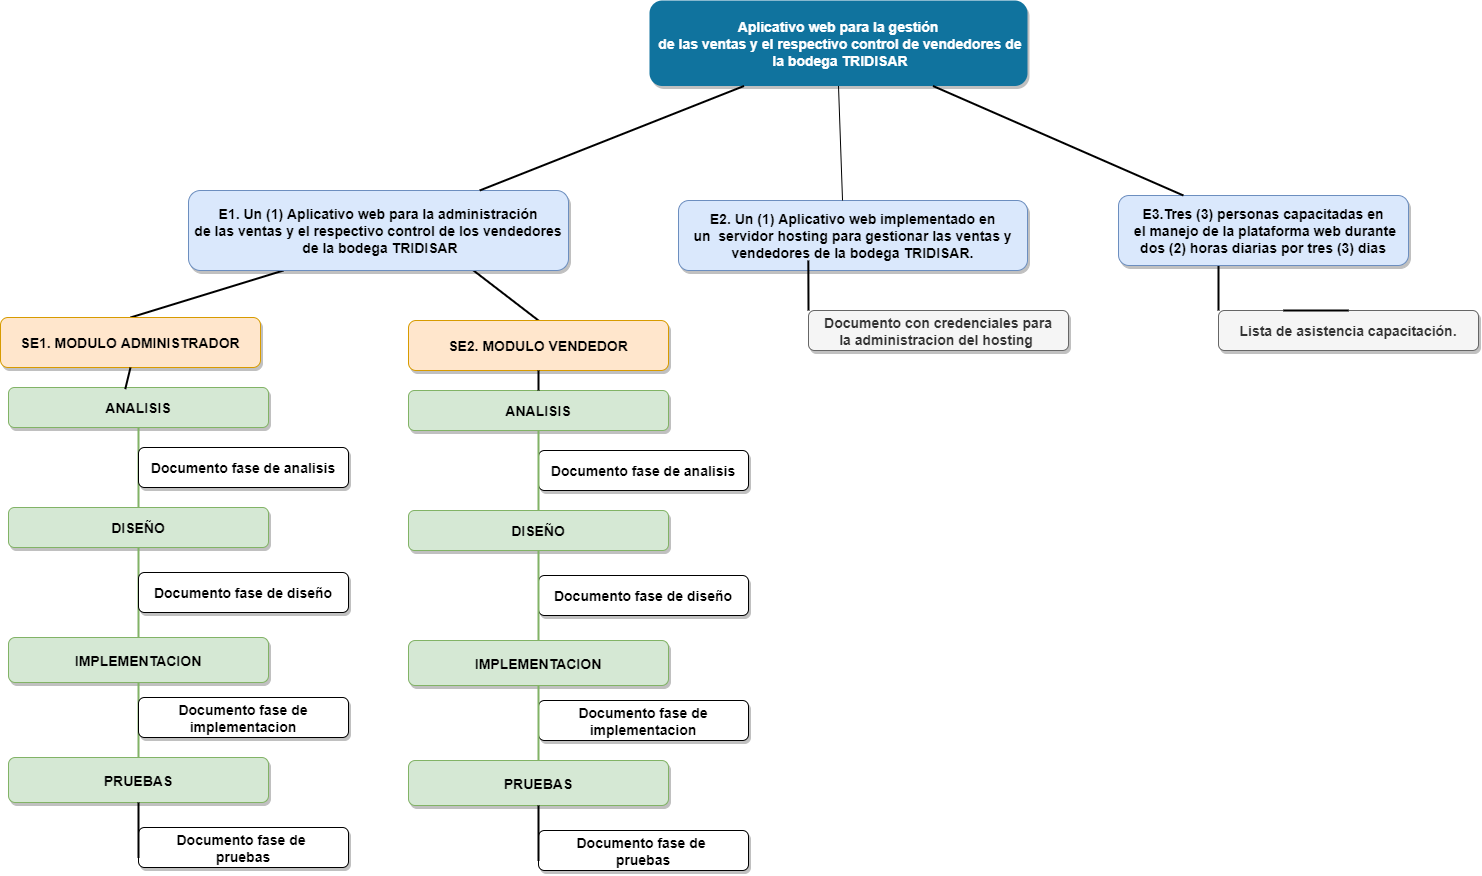 Aplicativo web para la gestión
de las ventas y el respectivo control de vendedores de
la bodega TRIDISAR
E1. Un (1) Aplicativo web para la administración
de las ventas y el respectivo control de los vendedores
de la bodega TRIDISAR
E2. Un (1) Aplicativo web implementado en
un servidor hosting para gestionar las ventas y
vendedores de la bodega TRIDISAR.
E3.Tres (3) personas capacitadas en
el manejo de la plataforma web durante
dos (2) horas diarias por tres (3) dias
Documento con credenciales para
la administracion del hosting
Lista de asistencia capacitación.
SE1. MODULO ADMINISTRADOR
ANALISIS
Documento fase de analisis
DISEÑO
Documento fase de diseño
IMPLEMENTACION
Documento fase de
implementacion
PRUEBAS
Documento fase de
pruebas
SE2. MODULO VENDEDOR
ANALISIS
Documento fase de analisis
DISEÑO
Documento fase de diseño
IMPLEMENTACION
Documento fase de
implementacion
PRUEBAS
Documento fase de
pruebas